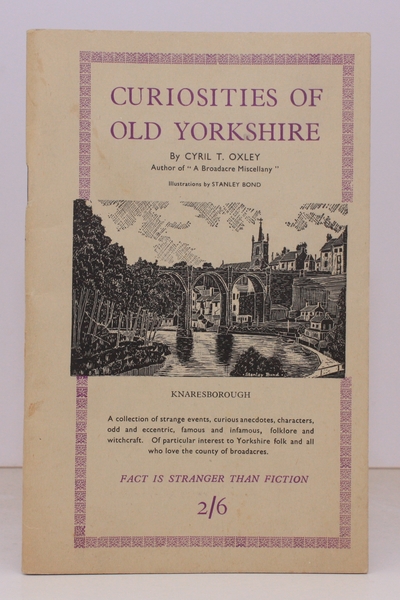 CURIOSITIES OF
OLD YORKSHIRE
By CYRIL T. OXLEY
Author of "A Broadacre Miscellany"
Illustrations by STANLEY BOND
Stanley Bond
KNARESBOROUGH
A collection of strange events, curious anecdotes, characters,
odd and eccentric, famous and infamous, folklore and
witchcraft. Of particular interest to Yorkshire folk and all
who love the county of broadacres.
FACT IS STRANGER THAN FICTION
2/6